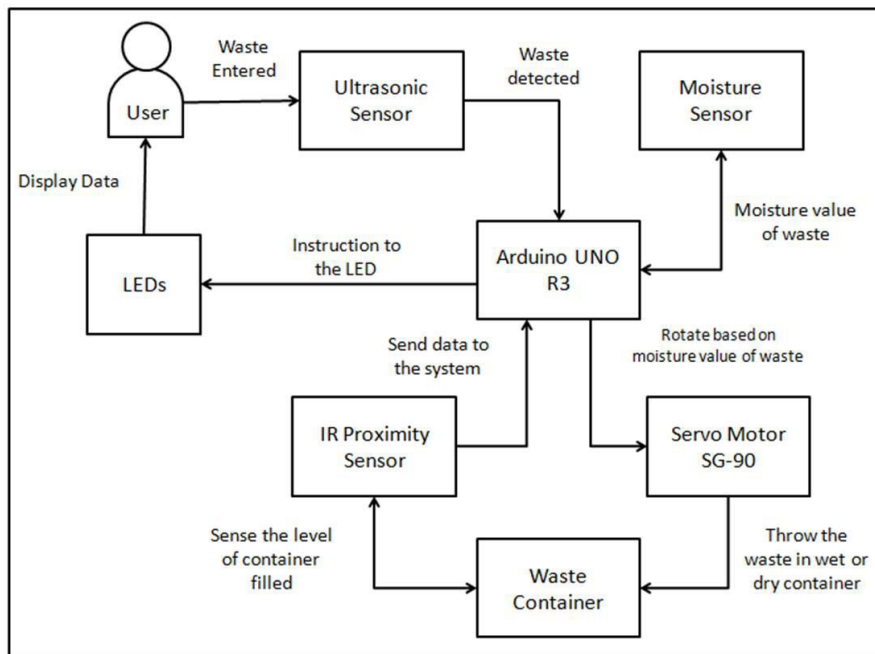 Waste
Entered
User
Ultrasonic
Sensor
Waste
detected
Moisture
Sensor
Display Data
Moisture value
of waste
LEDs
Instruction to
the LED
Arduino UNO
R3
Send data to
the system
Rotate based on
moisture value of waste
IR Proximity
Sensor
Servo Motor
SG-90
Sense the level
of container
filled
Waste
Container
Throw the
waste in wet or
dry container